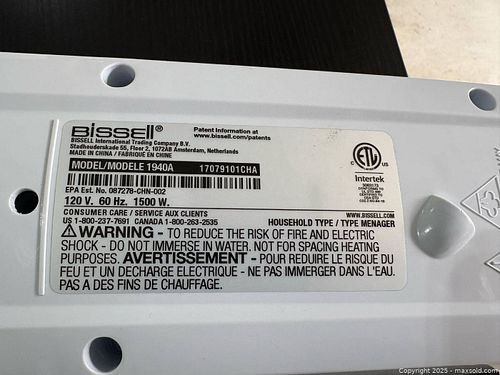 BISSELL®
Patent Information at
www.bissell.com/patents
BISSELL International Trading Company B.V.
Stadhouderskade 55, Floor 2, 1072AB Amsterdam, Netherlands
MADE IN CHINA / FABRIQUÉ EN CHINE
MODEL/MODELE 1940A 17079101CHA
EPA Est. No. 087278-CHN-002
120 V. 60 Hz. 1500 W.
ETL
Intertek
CONSUMER CARE / SERVICE AUX CLIENTS
WWW.BISSELL.COM
US 1-800-237-7691 CANADA 1-800-263-2535
HOUSEHOLD TYPE / TYPE MENAGER
WARNING - TO REDUCE THE RISK OF FIRE AND ELECTRIC
SHOCK - DO NOT IMMERSE IN WATER. NOT FOR SPACING HEATING
PURPOSES. AVERTISSEMENT - POUR REDUIRE LE RISQUE DU
FEU ET UN DECHARGE ELECTRIQUE - NE PAS IMMERGER DANS L'EAU.
PAS A DES FINS DE CHAUFFAGE.
Copyright 2025 - maxsold.com